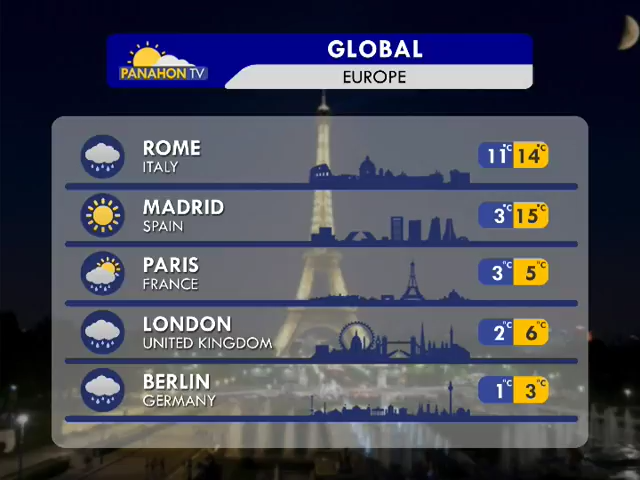 PANAHON TV
GLOBAL
EUROPE
ROME
ITALY
11°C 14°C
MADRID
SPAIN
3°C 15°C
PARIS
FRANCE
3°C 5°C
LONDON
UNITED KINGDOM
2°C 6°C
BERLIN
GERMANY
1°C 3°C